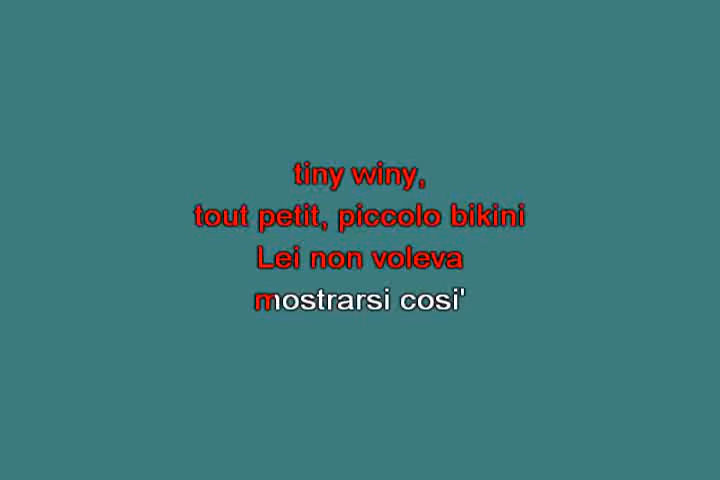 tiny winy,
tout petit, piccolo bikini
Lei non voleva
mostrarsi cosi'